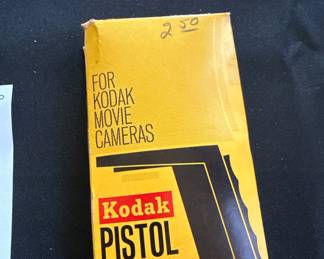 2 50
FOR
KODAK
MOVIE
CAMERAS
Kodak
PISTOL